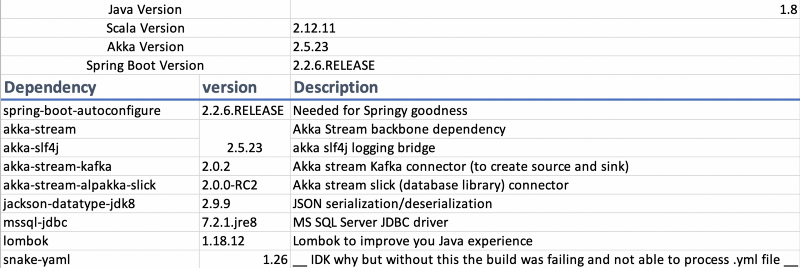 Java Version 1.8
Scala Version 2.12.11
Akka Version 2.5.23
Spring Boot Version 2.2.6.RELEASE
Dependency version Description
spring-boot-autoconfigure 2.2.6.RELEASE Needed for Springy goodness
akka-stream Akka Stream backbone dependency
akka-slf4j 2.5.23 akka slf4j logging bridge
akka-stream-kafka 2.0.2 Akka stream Kafka connector (to create source and sink)
akka-stream-alpakka-slick 2.0.0-RC2 Akka stream slick (database library) connector
jackson-datatype-jdk8 2.9.9 JSON serialization/deserialization
mssql-jdbc 7.2.1.jre8 MS SQL Server JDBC driver
lombok 1.18.12 Lombok to improve you Java experience
snake-yaml 1.26 __ IDK why but without this the build was failing and not able to process .yml file __